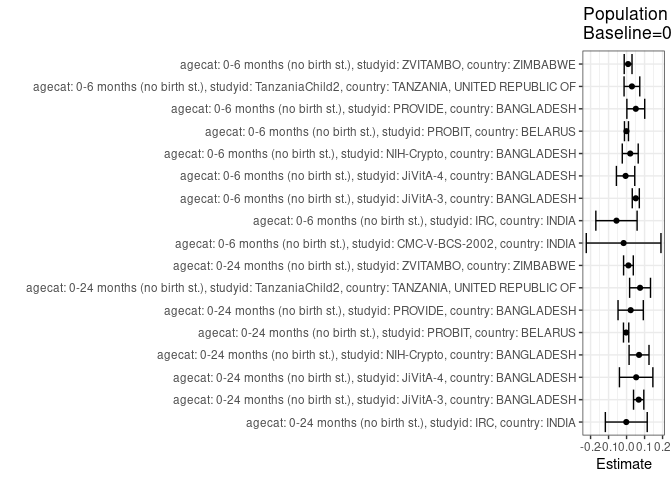 Population
Baseline=0
agecat: 0-6 months (no birth st.), studyid: ZVITAMBO, country: ZIMBABWE
agecat: 0-6 months (no birth st.), studyid: TanzaniaChild2, country: TANZANIA, UNITED REPUBLIC OF
agecat: 0-6 months (no birth st.), studyid: PROVIDE, country: BANGLADESH
agecat: 0-6 months (no birth st.), studyid: PROBIT, country: BELARUS
agecat: 0-6 months (no birth st.), studyid: NIH-Crypto, country: BANGLADESH
agecat: 0-6 months (no birth st.), studyid: JiVitA-4, country: BANGLADESH
agecat: 0-6 months (no birth st.), studyid: JiVitA-3, country: BANGLADESH
agecat: 0-6 months (no birth st.), studyid: IRC, country: INDIA
agecat: 0-6 months (no birth st.), studyid: CMC-V-BCS-2002, country: INDIA
agecat: 0-24 months (no birth st.), studyid: ZVITAMBO, country: ZIMBABWE
agecat: 0-24 months (no birth st.), studyid: TanzaniaChild2, country: TANZANIA, UNITED REPUBLIC OF
agecat: 0-24 months (no birth st.), studyid: PROVIDE, country: BANGLADESH
agecat: 0-24 months (no birth st.), studyid: PROBIT, country: BELARUS
agecat: 0-24 months (no birth st.), studyid: NIH-Crypto, country: BANGLADESH
agecat: 0-24 months (no birth st.), studyid: JiVitA-4, country: BANGLADESH
agecat: 0-24 months (no birth st.), studyid: JiVitA-3, country: BANGLADESH
agecat: 0-24 months (no birth st.), studyid: IRC, country: INDIA
-0.2 -0.1 0.0 0.1 0.2
Estimate